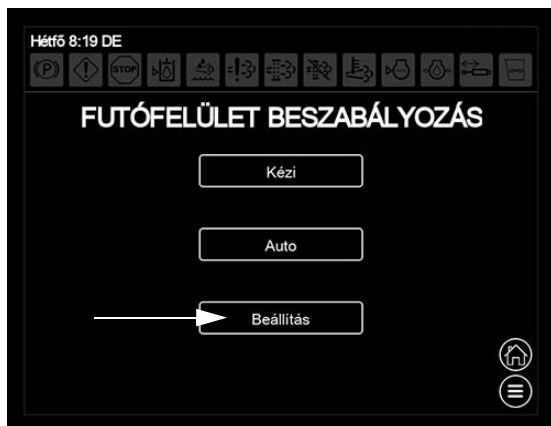 Hétfő 8:19 DE
(P) STOP
FUTÓFELÜLET BESZABÁLYOZÁS
Kézi
Auto
Beállítás